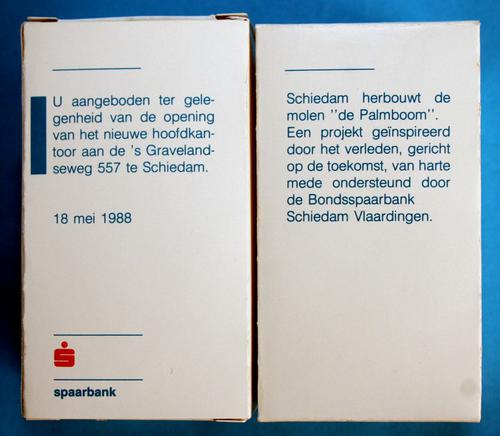 U aangeboden ter gele-
genheid van de opening
van het nieuwe hoofdkan-
toor aan de 's Graveland-
seweg 557 te Schiedam.
18 mei 1988
spaarbank
Schiedam herbouwt de
molen ''de Palmboom''.
Een projekt geïnspireerd
door het verleden, gericht
op de toekomst, van harte
mede ondersteund door
de Bondsspaarbank
Schiedam Vlaardingen.